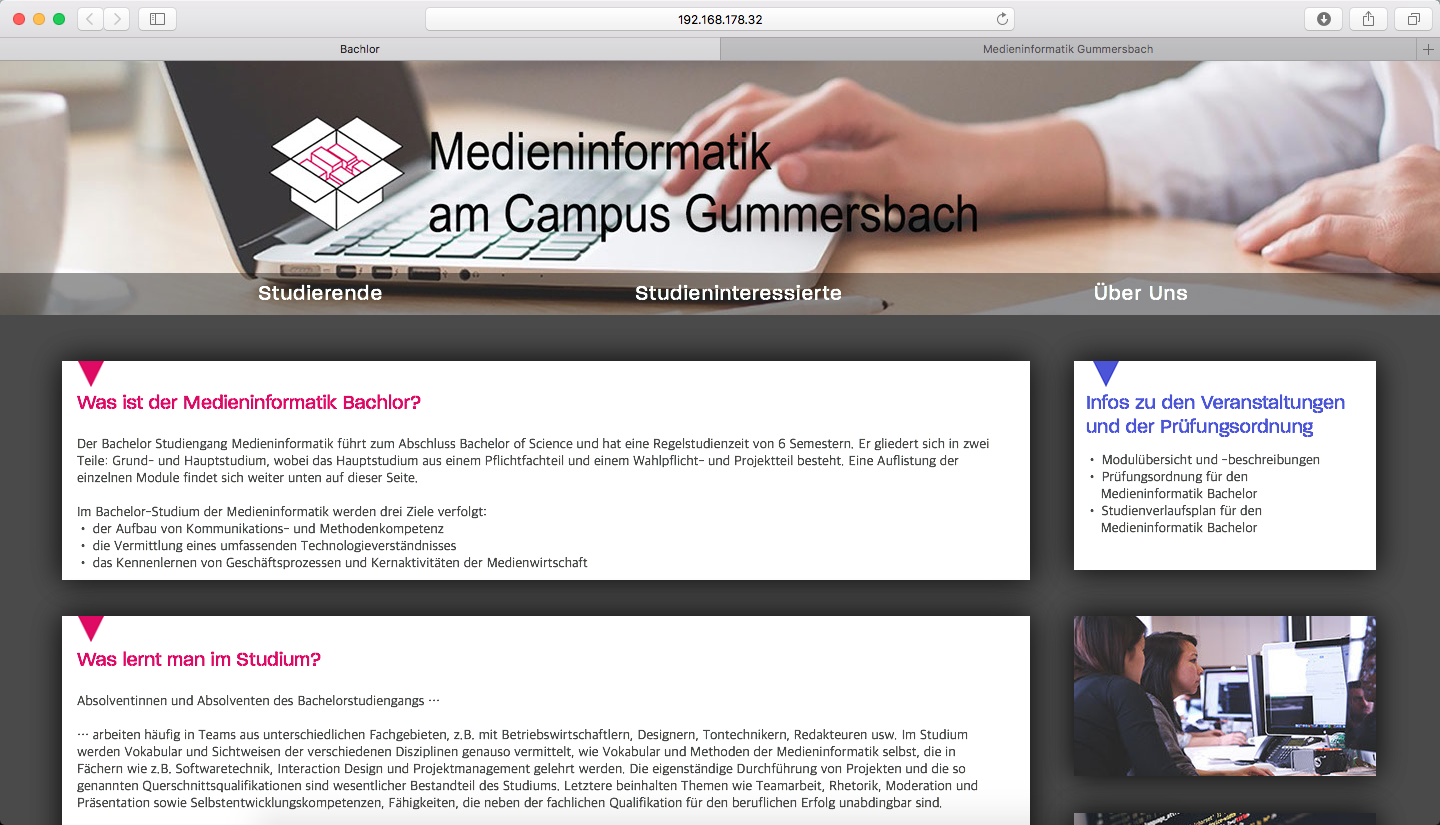 192.168.178.32
Bachlor
Medieninformatik Gummersbach
Medieninformatik
am Campus Gummersbach
Studierende
Studieninteressierte
Über Uns
Was ist der Medieninformatik Bachlor?
Der Bachelor Studiengang Medieninformatik führt zum Abschluss Bachelor of Science und hat eine Regelstudienzeit von 6 Semestern. Er gliedert sich in zwei
Teile: Grund- und Hauptstudium, wobei das Hauptstudium aus einem Pflichtfachteil und einem Wahlpflicht- und Projektteil besteht. Eine Auflistung der
einzelnen Module findet sich weiter unten auf dieser Seite.
Im Bachelor-Studium der Medieninformatik werden drei Ziele verfolgt:
• der Aufbau von Kommunikations- und Methodenkompetenz
• die Vermittlung eines umfassenden Technologieverständnisses
• das Kennenlernen von Geschäftsprozessen und Kernaktivitäten der Medienwirtschaft
Infos zu den Veranstaltungen
und der Prüfungsordnung
• Modulübersicht und -beschreibungen
• Prüfungsordnung für den
Medieninformatik Bachelor
• Studienverlaufsplan für den
Medieninformatik Bachelor
Was lernt man im Studium?
Absolventinnen und Absolventen des Bachelorstudiengangs ...
... arbeiten häufig in Teams aus unterschiedlichen Fachgebieten, z.B. mit Betriebswirtschaftlern, Designern, Tontechnikern, Redakteuren usw. Im Studium
werden Vokabular und Sichtweisen der verschiedenen Disziplinen genauso vermittelt, wie Vokabular und Methoden der Medieninformatik selbst, die in
Fächern wie z.B. Softwaretechnik, Interaction Design und Projektmanagement gelehrt werden. Die eigenständige Durchführung von Projekten und die so
genannten Querschnittsqualifikationen sind wesentlicher Bestandteil des Studiums. Letztere beinhalten Themen wie Teamarbeit, Rhetorik, Moderation und
Präsentation sowie Selbstentwicklungskompetenzen, Fähigkeiten, die neben der fachlichen Qualifikation für den beruflichen Erfolg unabdingbar sind.